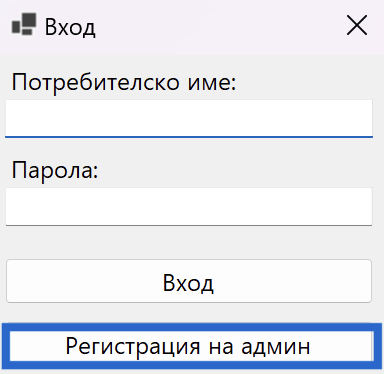 Вход
Потребителско име:
Парола:
Вход
Регистрация на админ